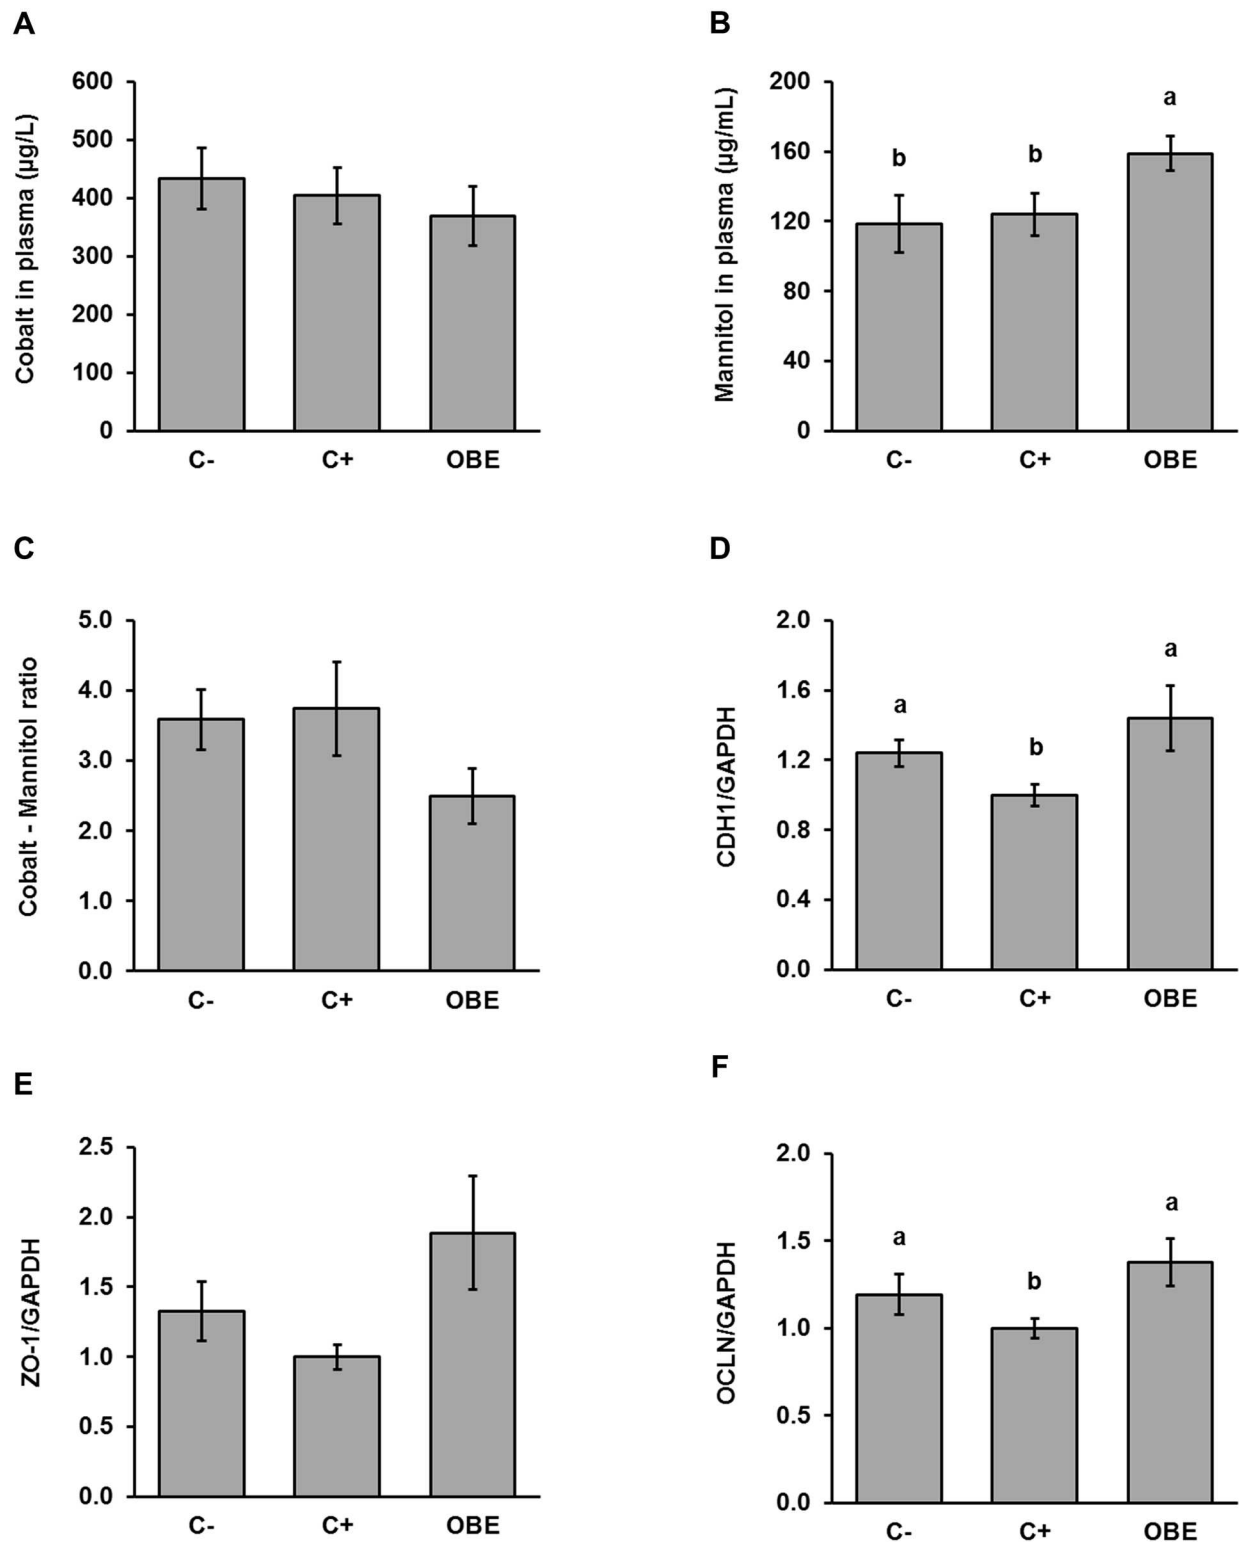 A
Cobalt in plasma (µg/L)
600
500
400
300
200
100
0
C-
C+
OBE
B
Mannitol in plasma (µg/mL)
200
160
120
80
40
0
b
b
a
C-
C+
OBE
C
Cobalt - Mannitol ratio
5.0
4.0
3.0
2.0
1.0
0.0
C-
C+
OBE
D
CDH1/GAPDH
2.0
1.6
1.2
0.8
0.4
0.0
a
b
a
C-
C+
OBE
E
ZO-1/GAPDH
2.5
2.0
1.5
1.0
0.5
0.0
C-
C+
OBE
F
OCLN/GAPDH
2.0
1.5
1.0
0.5
0.0
a
b
a
C-
C+
OBE